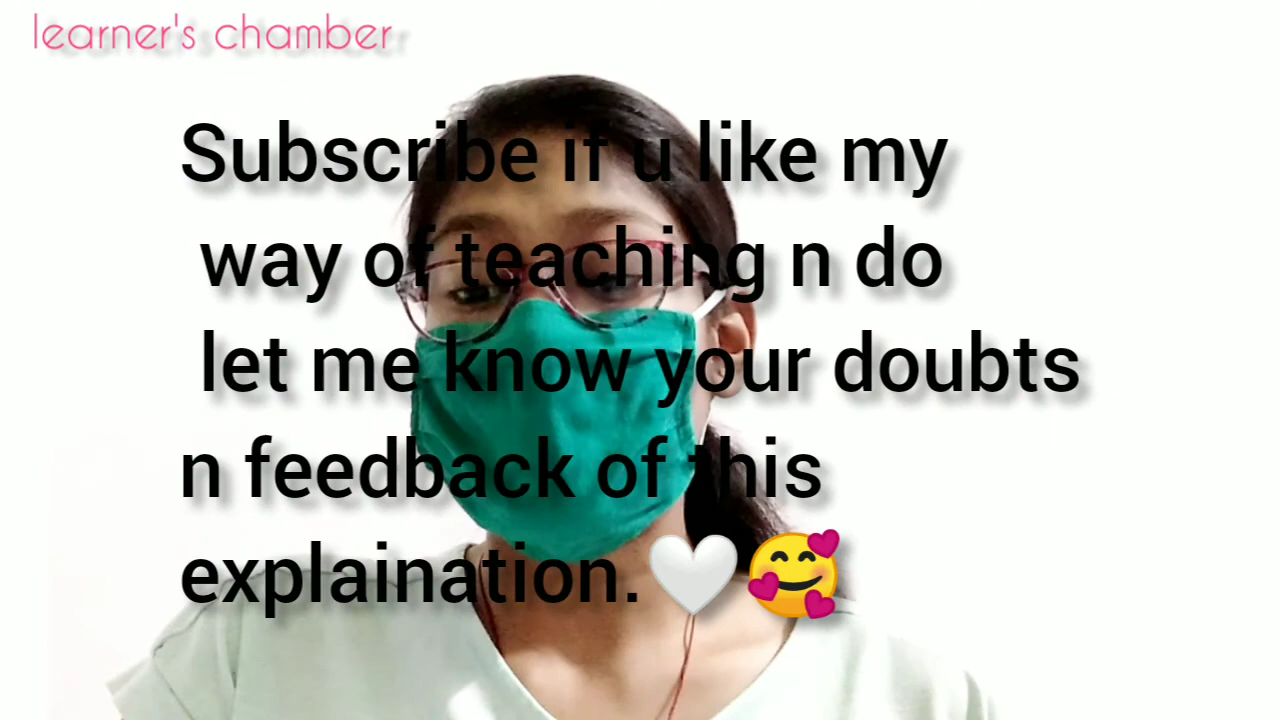 learner's chamber
Subscribe if u like my
way of teaching n do
let me know your doubts
n feedback of this
explaination.🤍🥰